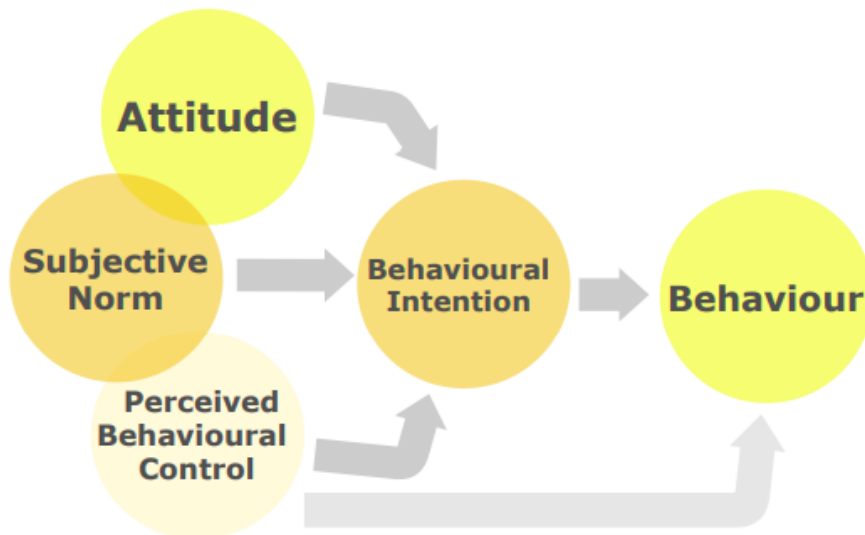 Attitude
Subjective
Norm
Perceived
Behavioural
Control
Behavioural
Intention
Behaviour